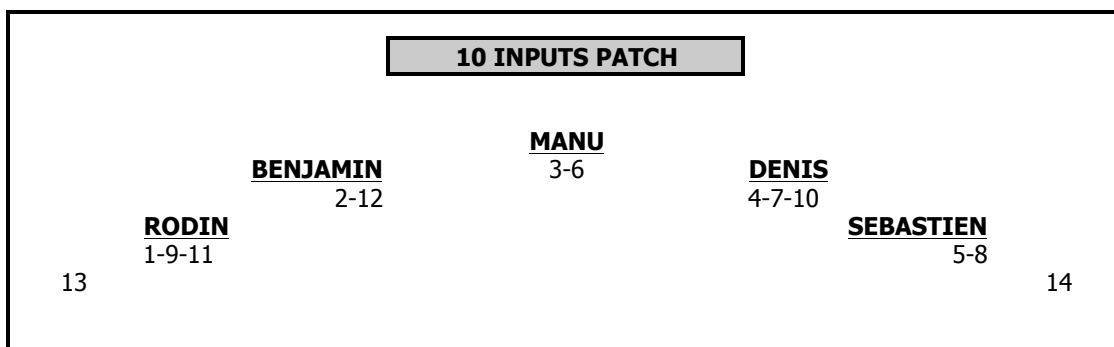 10 INPUTS PATCH
MANU
BENJAMIN 3-6 DENIS
2-12 4-7-10
RODIN SEBASTIEN
1-9-11 5-8
13 14